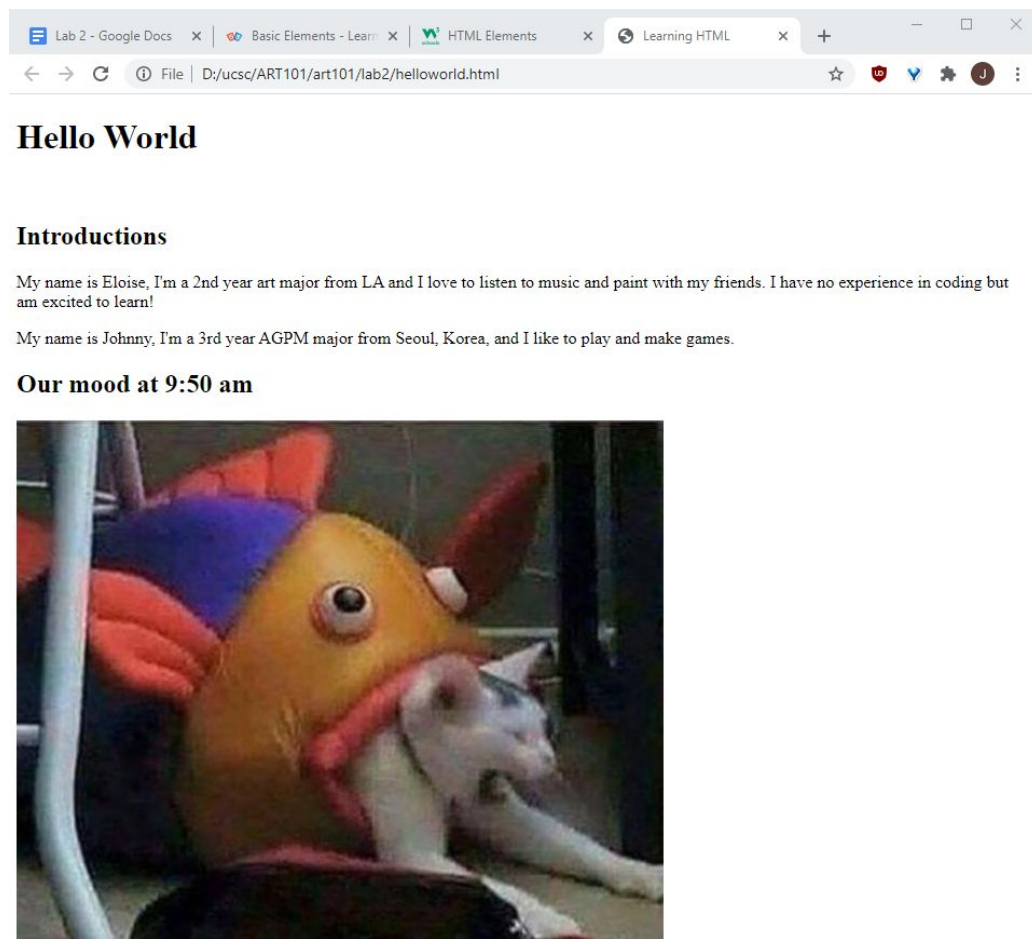 Lab 2 - Google Docs
Basic Elements - Learn
W3 schools
HTML Elements
Learning HTML
File
D:/ucsc/ART101/art101/lab2/helloworld.html
UO
J
Hello World
Introductions
My name is Eloise, I'm a 2nd year art major from LA and I love to listen to music and paint with my friends. I have no experience in coding but
am excited to learn!
My name is Johnny, I'm a 3rd year AGPM major from Seoul, Korea, and I like to play and make games.
Our mood at 9:50 am